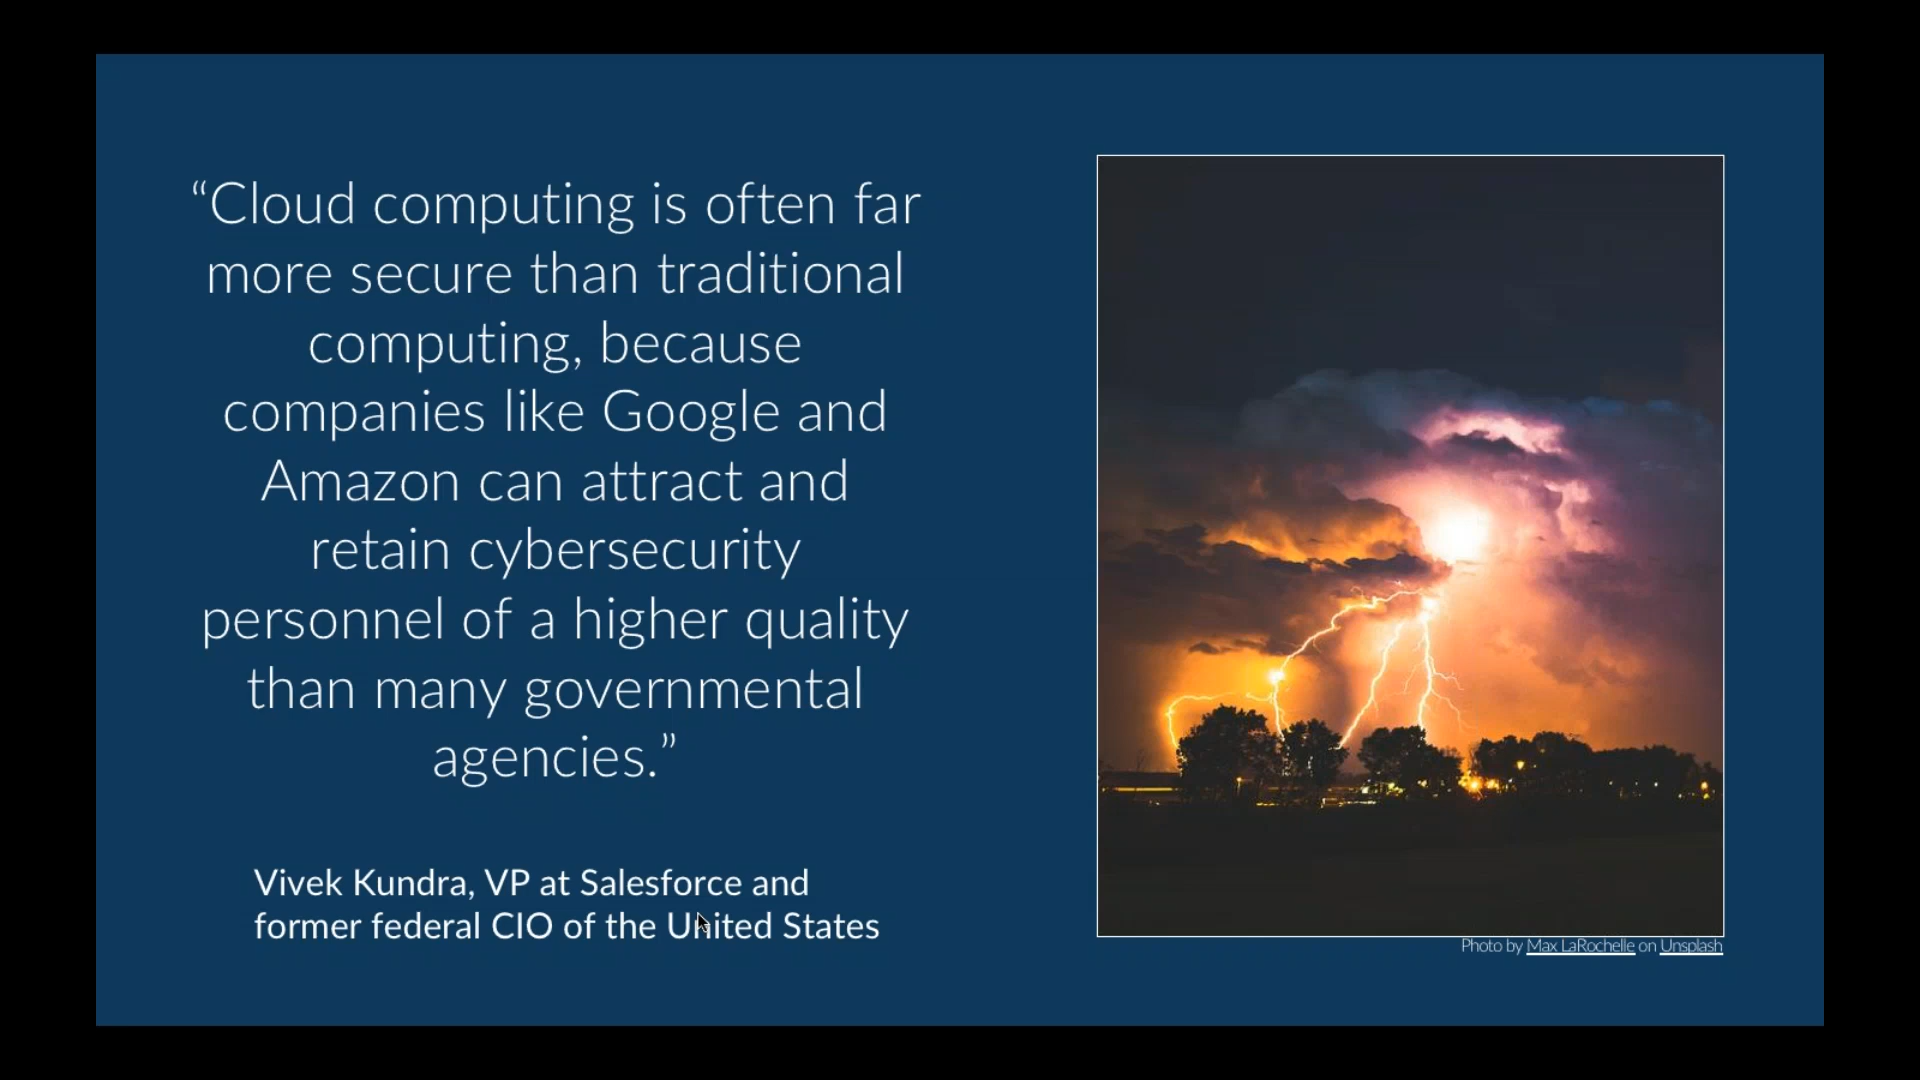 “Cloud computing is often far
more secure than traditional
computing, because
companies like Google and
Amazon can attract and
retain cybersecurity
personnel of a higher quality
than many governmental
agencies.”
Vivek Kundra, VP at Salesforce and
former federal CIO of the United States
Photo by Max LaRochelle on Unsplash